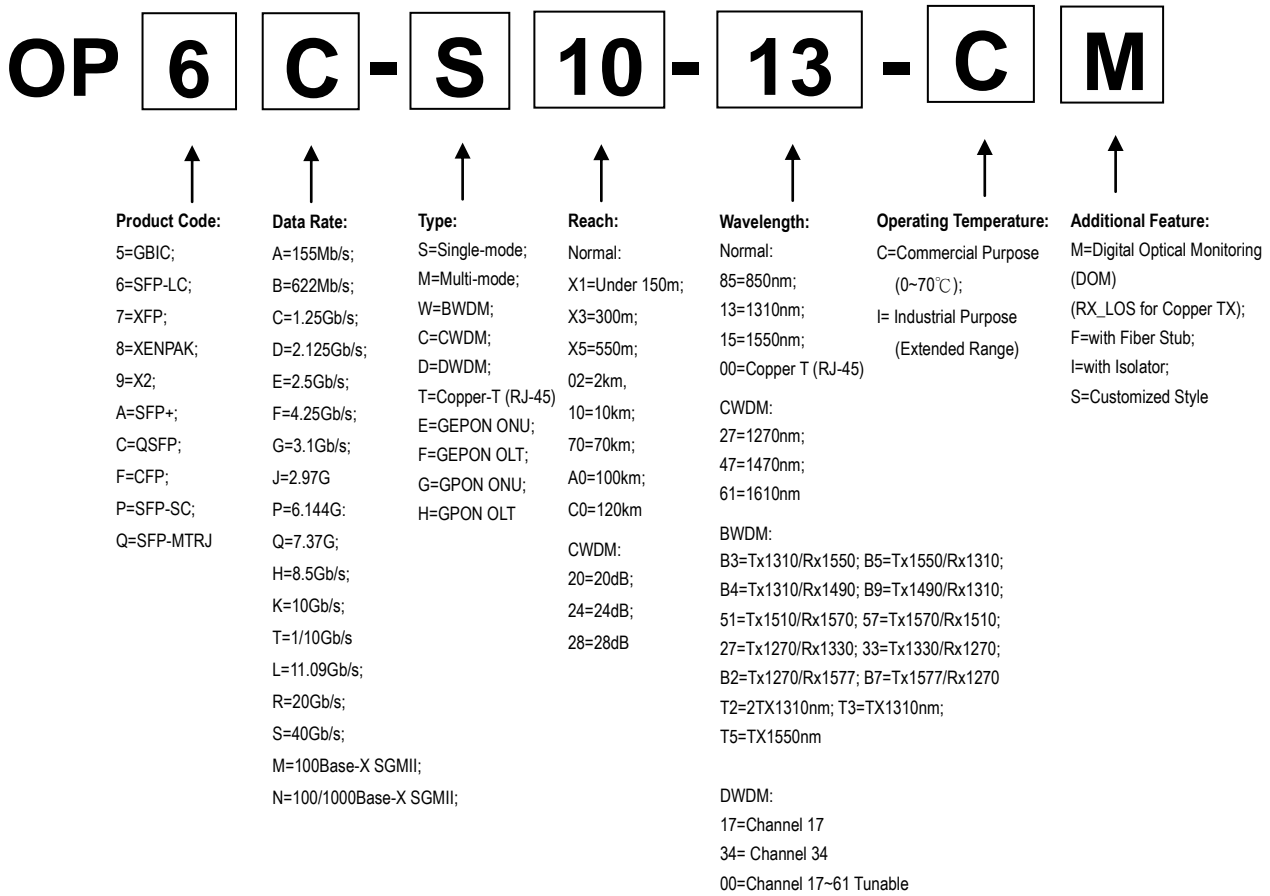 OP 6 C - S 10 - 13 - C M
Product Code:
5=GBIC;
6=SFP-LC;
7=XFP;
8=XENPAK;
9=X2;
A=SFP+;
C=QSFP;
F=CFP;
P=SFP-SC;
Q=SFP-MTRJ
Data Rate:
A=155Mb/s;
B=622Mb/s;
C=1.25Gb/s;
D=2.125Gb/s;
E=2.5Gb/s;
F=4.25Gb/s;
G=3.1Gb/s;
J=2.97G
P=6.144G:
Q=7.37G;
H=8.5Gb/s;
K=10Gb/s;
T=1/10Gb/s
L=11.09Gb/s;
R=20Gb/s;
S=40Gb/s;
M=100Base-X SGMII;
N=100/1000Base-X SGMII;
Type:
S=Single-mode;
M=Multi-mode;
W=BWDM;
C=CWDM;
D=DWDM;
T=Copper-T (RJ-45)
E=GEPON ONU;
F=GEPON OLT;
G=GPON ONU;
H=GPON OLT
Reach:
Normal:
X1=Under 150m;
X3=300m;
X5=550m;
02=2km,
10=10km;
70=70km;
A0=100km;
C0=120km
CWDM:
20=20dB;
24=24dB;
28=28dB
Wavelength:
Normal:
85=850nm;
13=1310nm;
15=1550nm;
00=Copper T (RJ-45)
CWDM:
27=1270nm;
47=1470nm;
61=1610nm
BWDM:
B3=Tx1310/Rx1550; B5=Tx1550/Rx1310;
B4=Tx1310/Rx1490; B9=Tx1490/Rx1310;
51=Tx1510/Rx1570; 57=Tx1570/Rx1510;
27=Tx1270/Rx1330; 33=Tx1330/Rx1270;
B2=Tx1270/Rx1577; B7=Tx1577/Rx1270
T2=2TX1310nm; T3=TX1310nm;
T5=TX1550nm
DWDM:
17=Channel 17
34= Channel 34
00=Channel 17~61 Tunable
Operating Temperature:
C=Commercial Purpose
(0~70℃);
I= Industrial Purpose
(Extended Range)
Additional Feature:
M=Digital Optical Monitoring
(DOM)
(RX_LOS for Copper TX);
F=with Fiber Stub;
I=with Isolator;
S=Customized Style